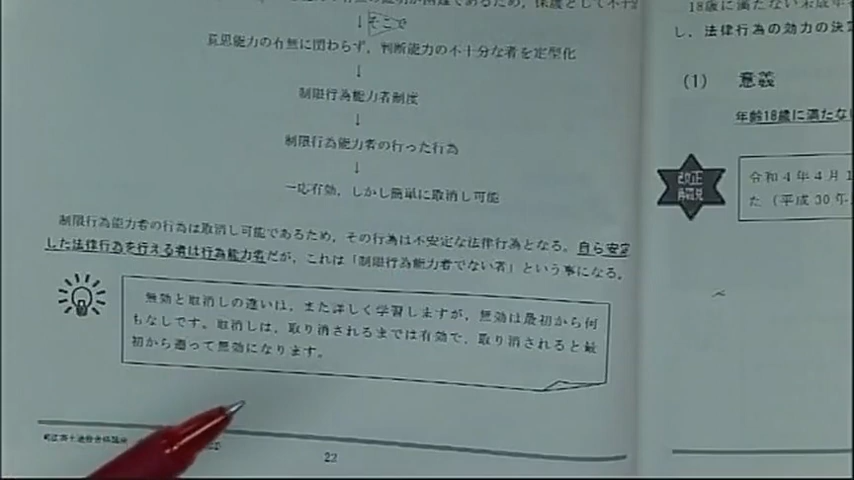 ↓そこで
意思能力の有無に関わらず，判断能力の不十分な者を定型化
↓
制限行為能力者制度
↓
制限行為能力者の行った行為
↓
一応有効，しかし簡単に取消し可能
制限行為能力者の行為は取消し可能であるため，その行為は不安定な法律行為となる。自ら安定
した法律行為を行える者は行為能力者だが，これは「制限行為能力者でない者」という事になる。
無効と取消しの違いは，また詳しく学習しますが，無効は最初から何
もなしです。取消しは，取り消されるまでは有効で，取り消されると最
初から遡って無効になります。
22
18歳に満たない未成年
し，法律行為の効力の決定
(1) 意義
年齢18歳に満たない
改正
解説
令和4年4月1
た（平成30年